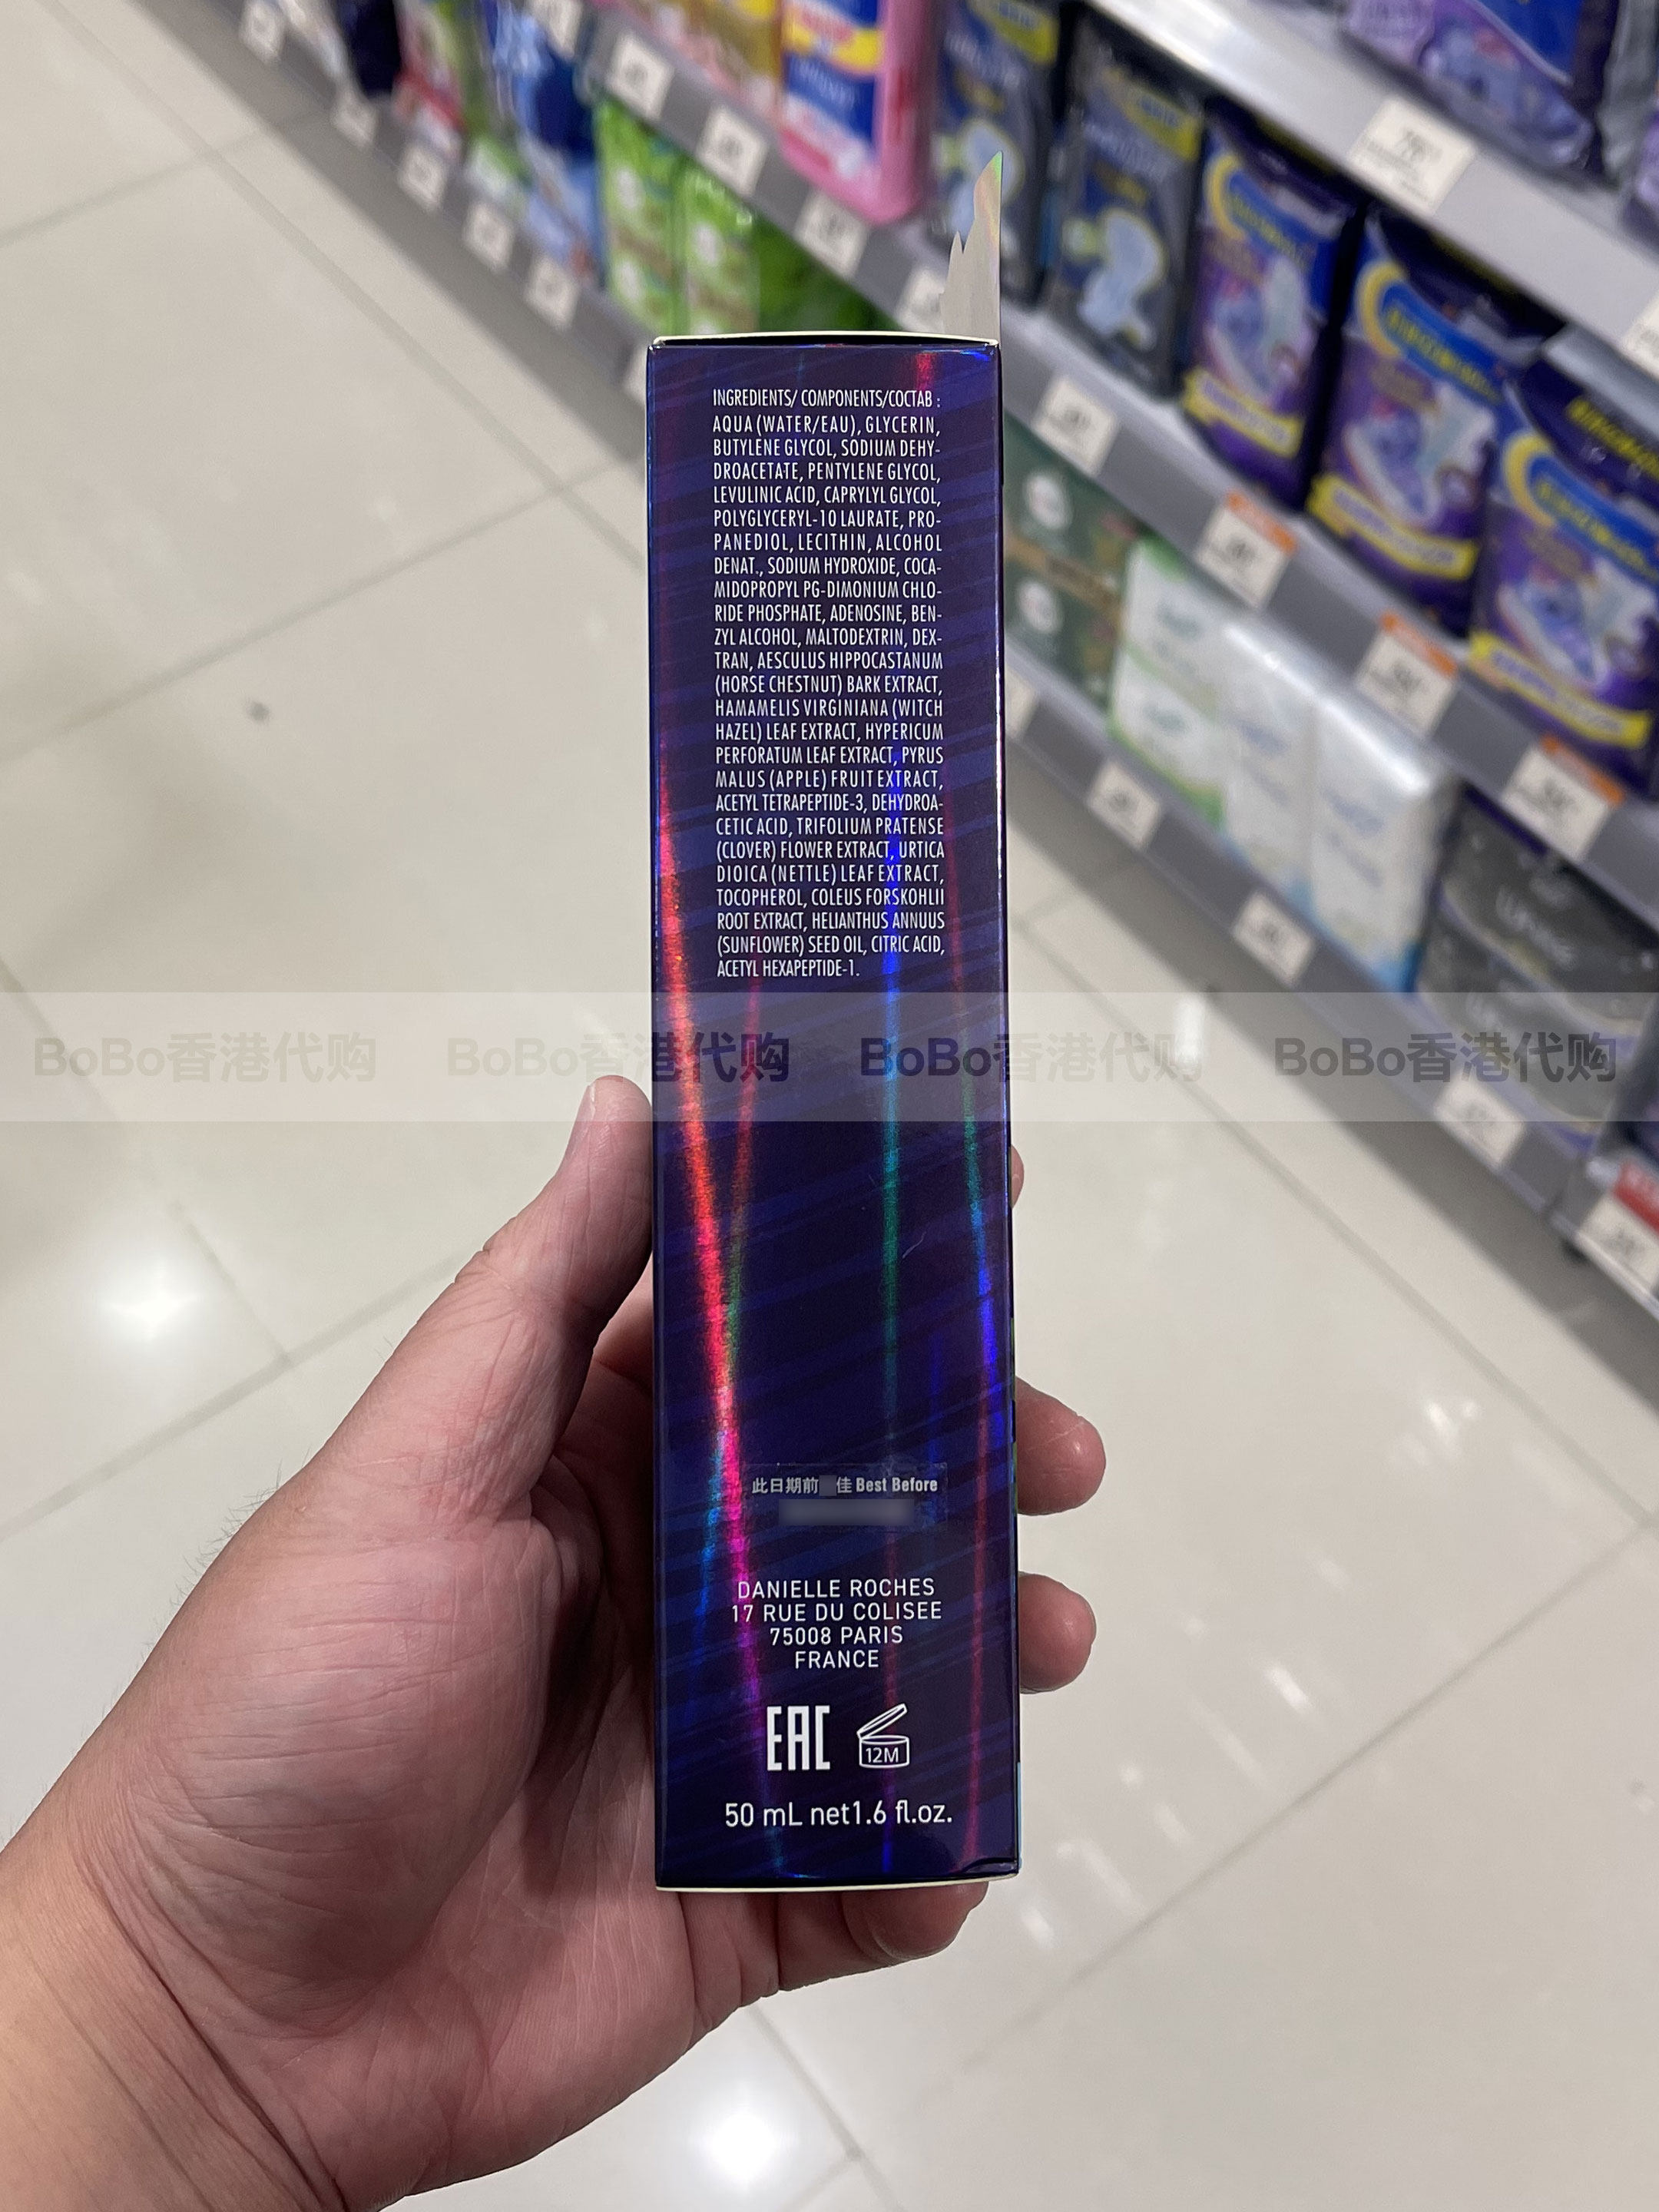 INGREDIENTS/ COMPONENTS/COCTAB :
AQUA (WATER/EAU), GLYCERIN,
BUTYLENE GLYCOL, SODIUM DEHY-
DROACETATE, PENTYLENE GLYCOL,
LEVULINIC ACID, CAPRYLYL GLYCOL,
POLYGLYCERYL-10 LAURATE, PRO-
PANEDIOL, LECITHIN, ALCOHOL
DENAT., SODIUM HYDROXIDE, COCA-
MIDOPROPYL PG-DIMONIUM CHLO-
RIDE PHOSPHATE, ADENOSINE, BEN-
ZYL ALCOHOL, MALTODEXTRIN, DEX-
TRAN, AESCULUS HIPPOCASTANUM
(HORSE CHESTNUT) BARK EXTRACT,
HAMAMELIS VIRGINIANA (WITCH
HAZEL) LEAF EXTRACT, HYPERICUM
PERFORATUM LEAF EXTRACT, PYRUS
MALUS (APPLE) FRUIT EXTRACT,
ACETYL TETRAPEPTIDE-3, DEHYDROA-
CETIC ACID, TRIFOLIUM PRATENSE
(CLOVER) FLOWER EXTRACT, URTICA
DIOICA (NETTLE) LEAF EXTRACT,
TOCOPHEROL, COLEUS FORSKOHLII
ROOT EXTRACT, HELIANTHUS ANNUUS
(SUNFLOWER) SEED OIL, CITRIC ACID,
ACETYL HEXAPEPTIDE-1.
BoBo香港代购 BoBo香港代购 BoBo香港代购 BoBo香港代购
此日期前 佳 Best Before
DANIELLE ROCHES
17 RUE DU COLISEE
75008 PARIS
FRANCE
EAC 12M
50 mL net1.6 fl.oz.